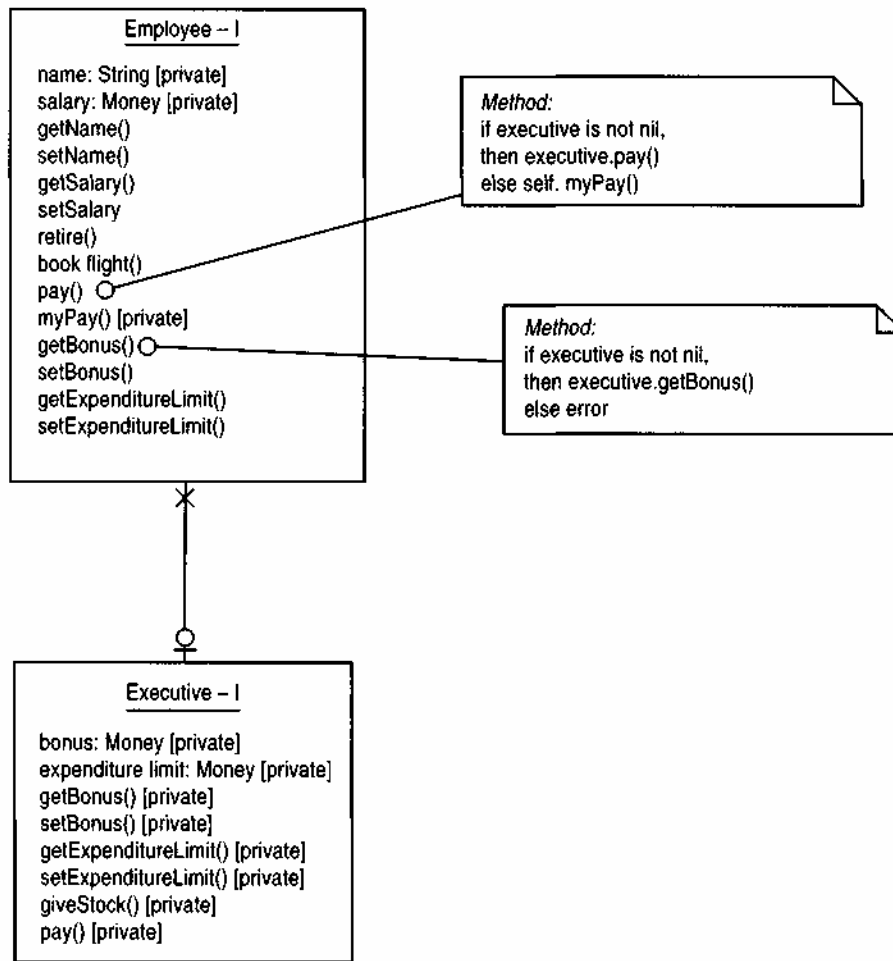 Employee – I
name: String [private]
salary: Money [private]
getName()
setName()
getSalary()
setSalary
retire()
book flight()
pay()
myPay() [private]
getBonus()
setBonus()
getExpenditureLimit()
setExpenditureLimit()
Method:
if executive is not nil,
then executive.pay()
else self. myPay()
Method:
if executive is not nil,
then executive.getBonus()
else error
Executive – I
bonus: Money [private]
expenditure limit: Money [private]
getBonus() [private]
setBonus() [private]
getExpenditureLimit() [private]
setExpenditureLimit() [private]
giveStock() [private]
pay() [private]